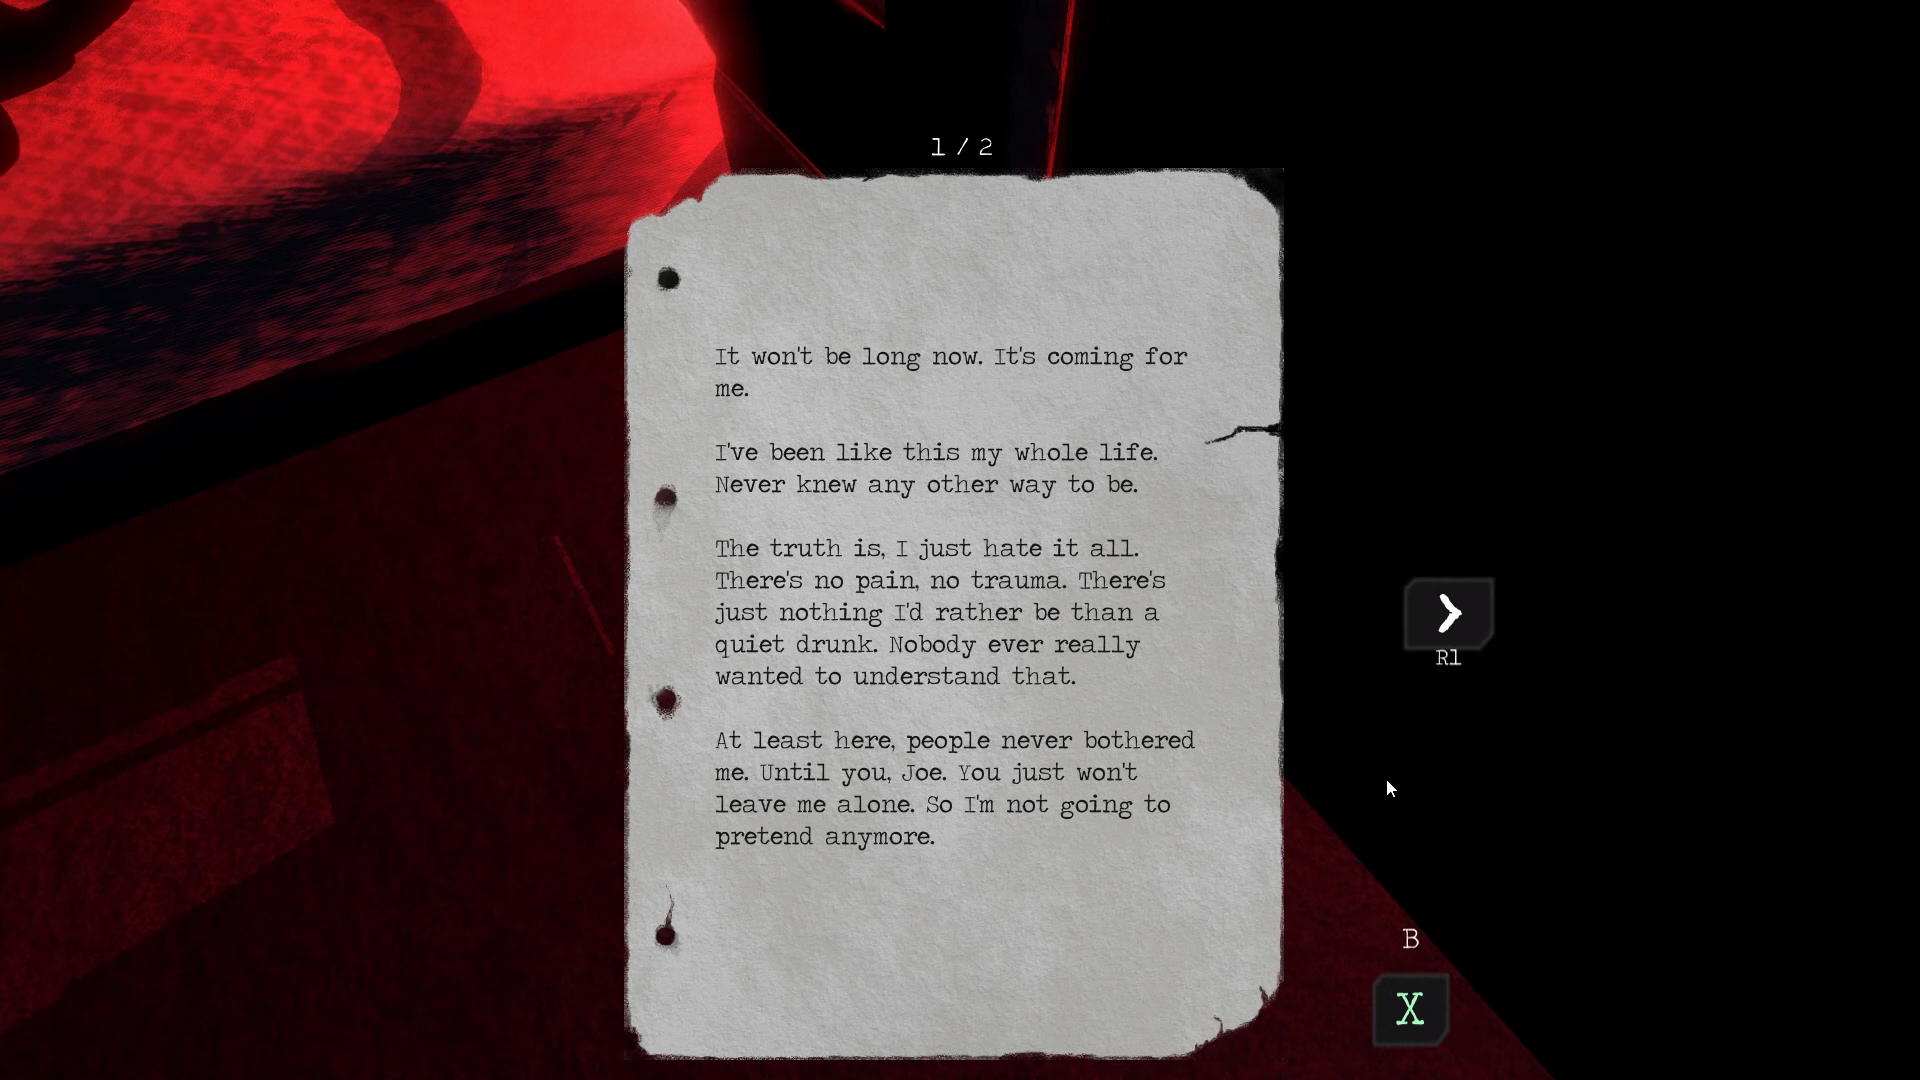 1 / 2
It won't be long now. It's coming for
me.
I've been like this my whole life.
Never knew any other way to be.
The truth is, I just hate it all.
There's no pain, no trauma. There's
just nothing I'd rather be than a
quiet drunk. Nobody ever really
wanted to understand that.
At least here, people never bothered
me. Until you, Joe. You just won't
leave me alone. So I'm not going to
pretend anymore.
R1
B
X